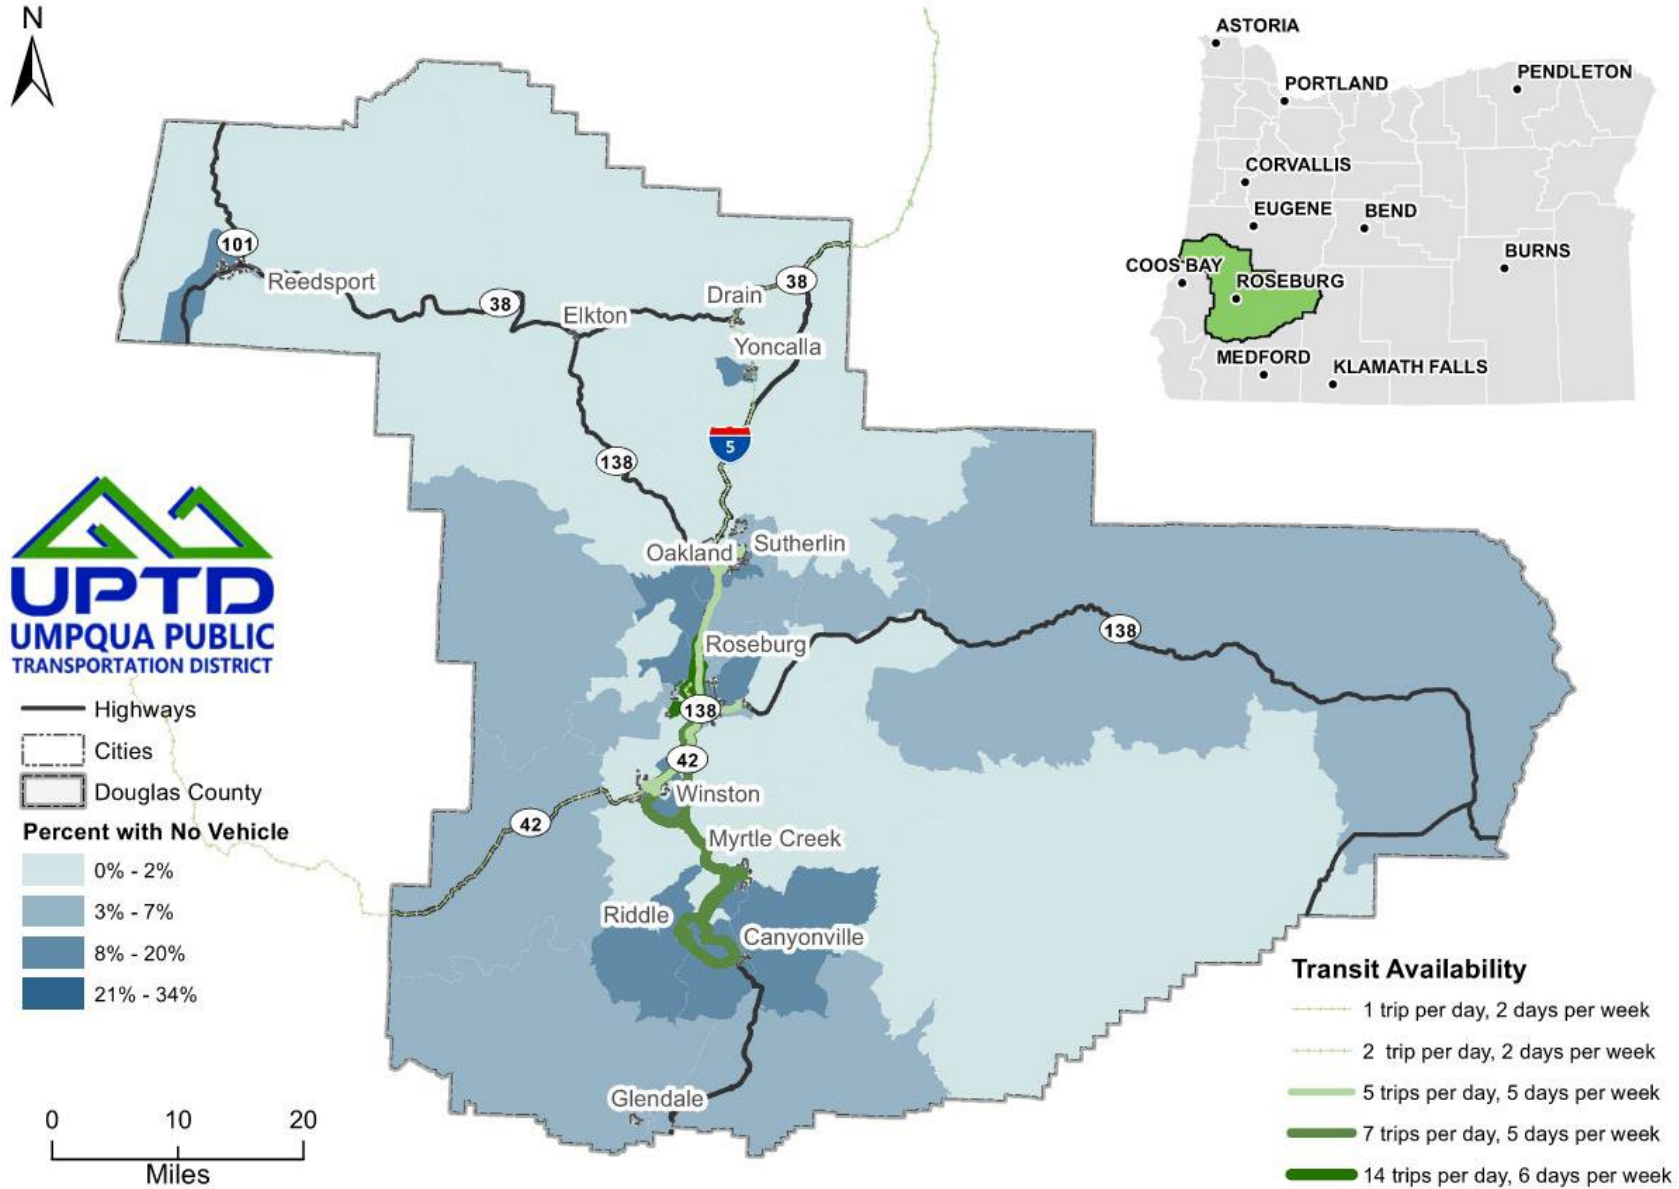 N
ASTORIA
PORTLAND
PENDLETON
CORVALLIS
EUGENE
BEND
BURNS
COOS BAY
ROSEBURG
MEDFORD
KLAMATH FALLS
101
Reedsport
38
Elkton
Drain
38
Yoncalla
5
138
Oakland
Sutherlin
Roseburg
138
138
42
Winston
42
Myrtle Creek
Riddle
Canyonville
Glendale
UPTD
UMPQUA PUBLIC
TRANSPORTATION DISTRICT
Highways
Cities
Douglas County
Percent with No Vehicle
0% - 2%
3% - 7%
8% - 20%
21% - 34%
0 10 20
Miles
Transit Availability
1 trip per day, 2 days per week
2 trip per day, 2 days per week
5 trips per day, 5 days per week
7 trips per day, 5 days per week
14 trips per day, 6 days per week